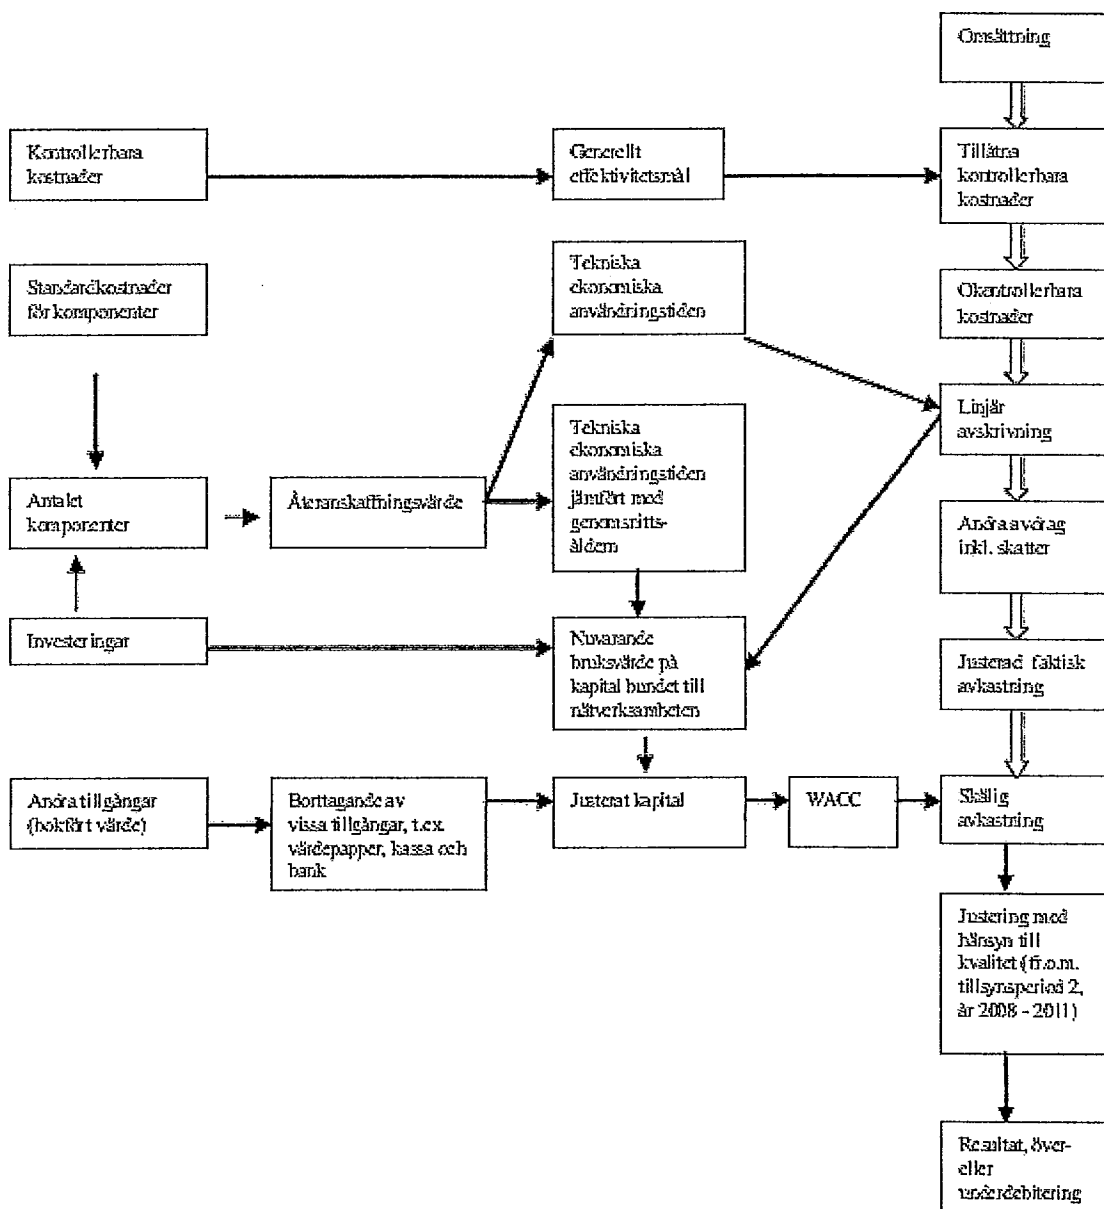 Omsättning
Kontrollerbara
kostnader
Generellt
effektivitetsmål
Tillåtna
kontrollerbara
kostnader
Standardkostnader
för komponenter
Tekniska
ekonomiska
användningstiden
Okontrollerbara
kostnader
Linjär
avskrivning
Antalet
komponenter
Återanskaffningsvärde
Tekniska
ekonomiska
användningstiden
jämfört med
genomsnitts-
åldern
Andra avdrag
inkl. skatter
Investeringar
Nuvarande
bruksvärde på
kapital bundet till
nätverksamheten
Justerad faktisk
avkastning
Andra tillgångar
(bokfört värde)
Borttagande av
vissa tillgångar, t.ex.
värdepapper, kassa och
bank
Justerat kapital
WACC
Skälig
avkastning
Justering med
hänsyn till
kvalitet (fr.o.m.
tillsynsperiod 2,
år 2008 - 2011)
Resultat, över-
eller
underdebitering